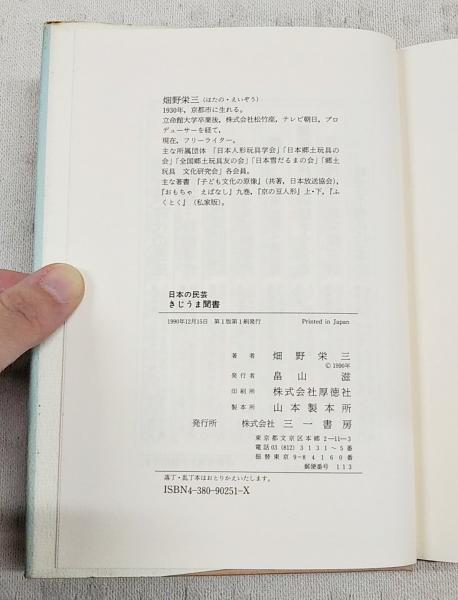 畑野栄三(はたの・えいぞう)
1930年,京都市に生れる。
立命館大学卒業後,株式会社松竹座,テレビ朝日,プロ
デューサーを経て,
現在,フリーライター。
主な所属団体 「日本人形玩具学会」「日本郷土玩具の
会」「全国郷土玩具友の会」「日本雪だるまの会」「郷土
玩具 文化研究会」各会員。
主な著書 『子ども文化の原像』(共著,日本放送協会),
『おもちゃ えばなし』九巻,『京の豆人形』上・下,『ふ
くとく』(私家版)。
日本の民芸
きじうま聞書
1990年12月15日 第1版第1刷発行 Printed in Japan
著者 畑野栄三
©1990年
発行者 畠山滋
印刷所 株式会社厚徳社
製本所 山本製本所
発行所 株式会社 三一書房
東京都文京区本郷2-11-3
電話03(812)3131~5番
振替東京9-84160番
郵便番号 113
落丁・乱丁本はおとりかえいたします。
ISBN4-380-90251-X